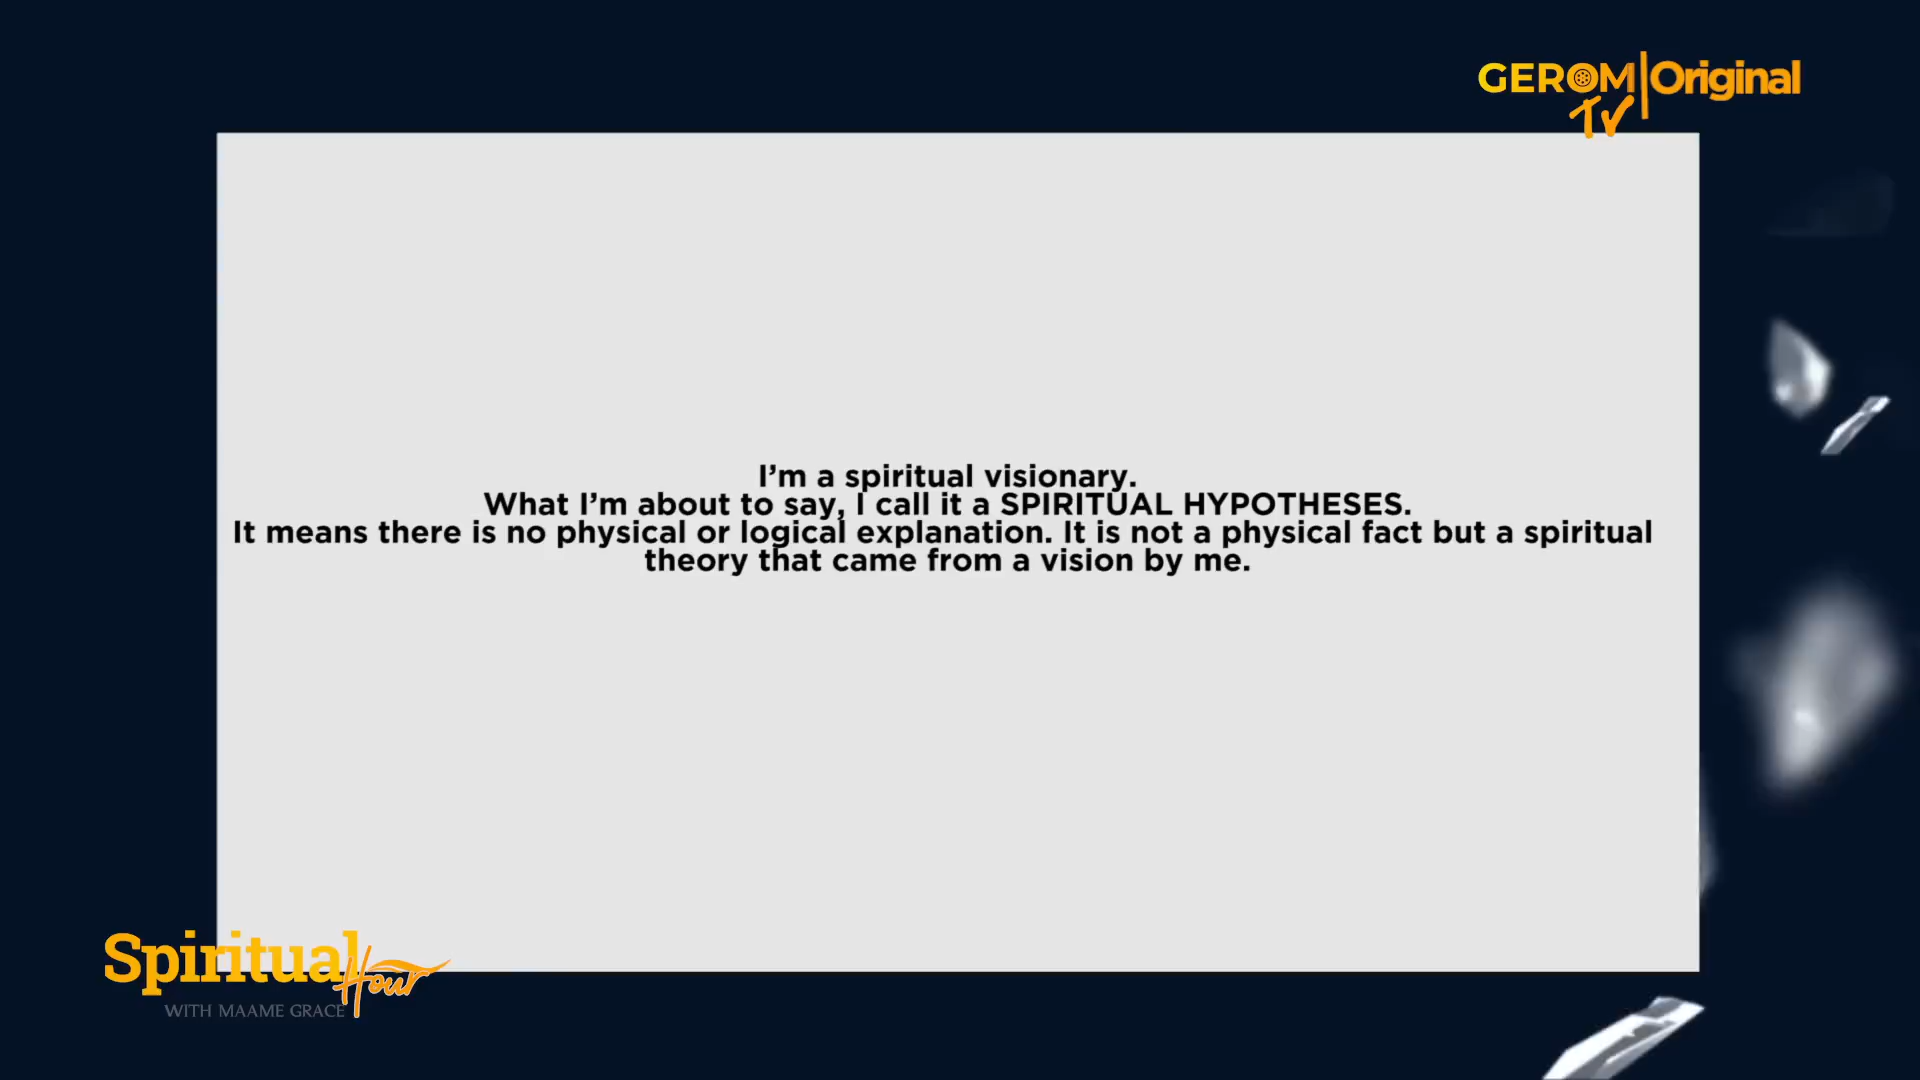 GEROM
TV
Original
I'm a spiritual visionary.
What I'm about to say, I call it a SPIRITUAL HYPOTHESES.
It means there is no physical or logical explanation. It is not a physical fact but a spiritual
theory that came from a vision by me.
Spiritual
Hour
WITH MAAME GRACE